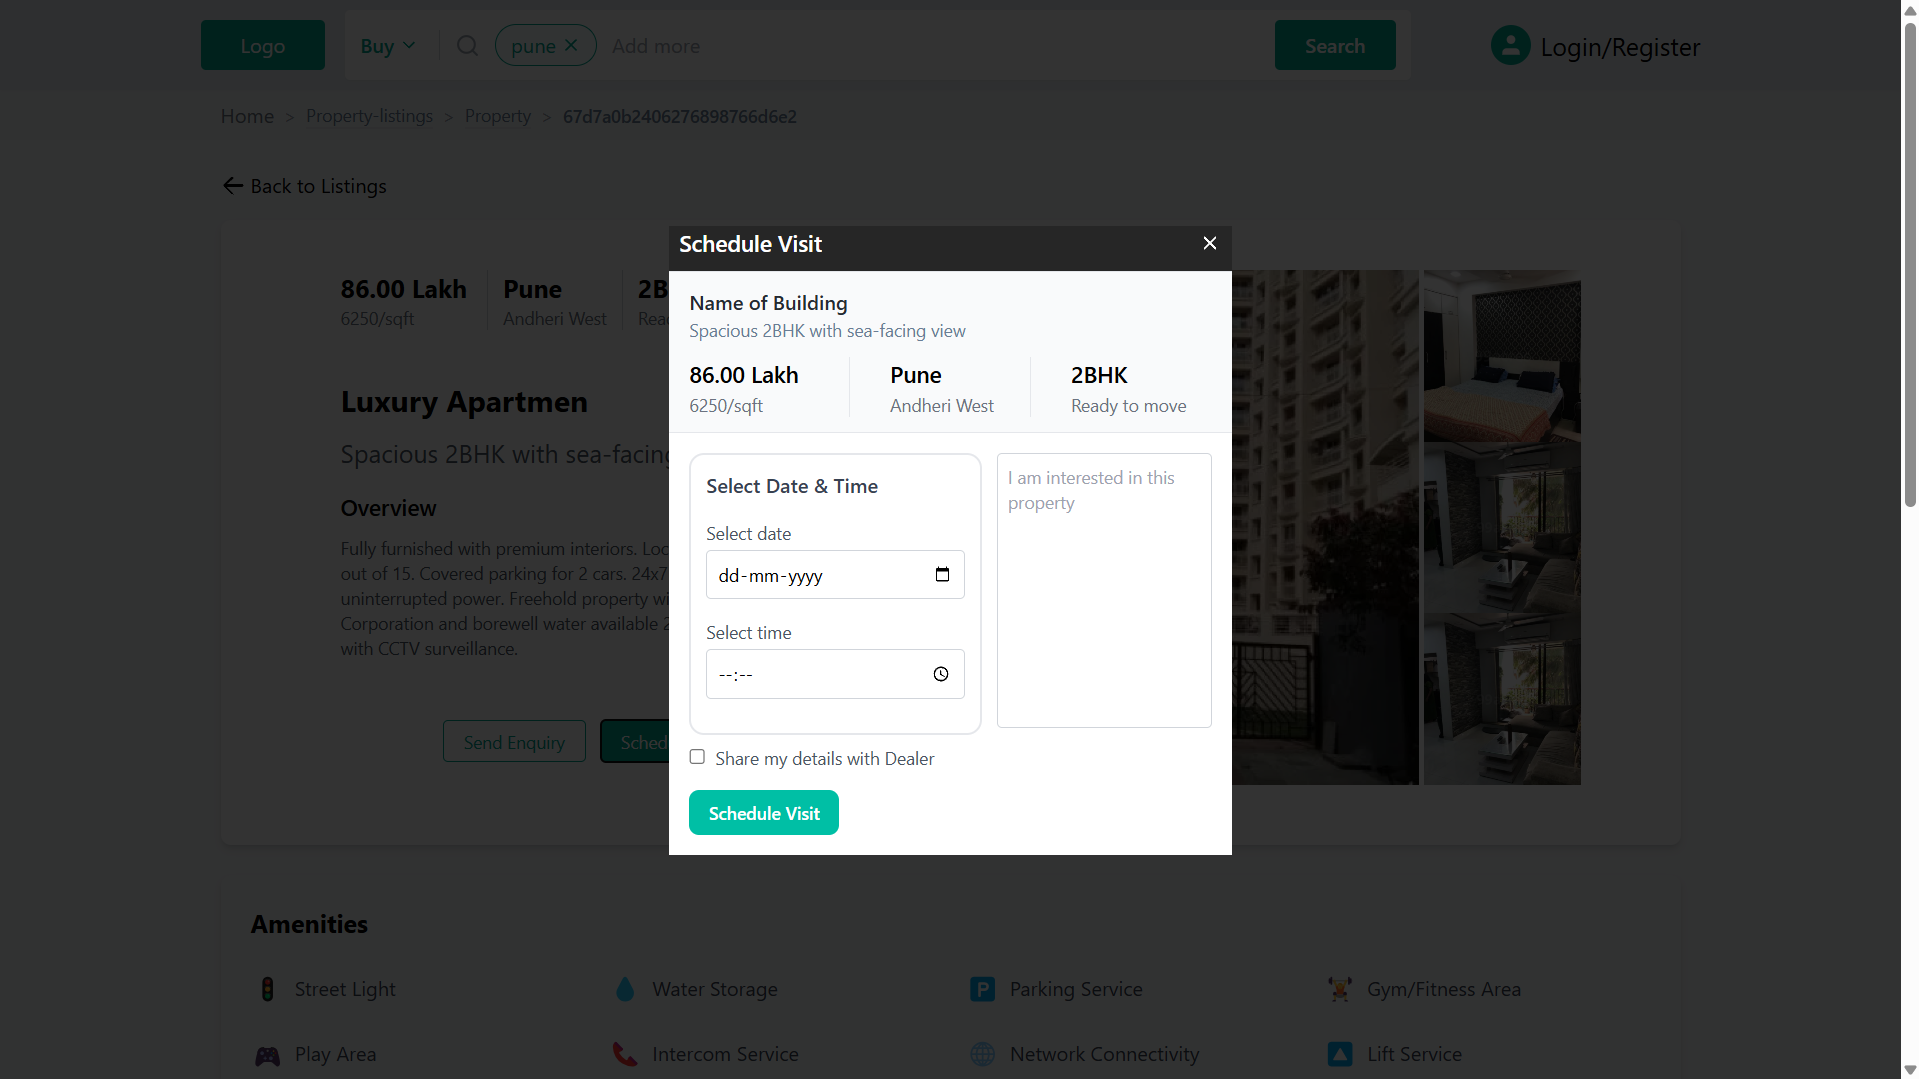 Logo
Buy
pune
Add more
Search
Login/Register
Home > Property-listings > Property > 67d7a0b2406276898766d6e2
Back to Listings
86.00 Lakh
6250/sqft
Pune
Andheri West
2B
Read
Luxury Apartmen
Spacious 2BHK with sea-facing
Overview
Fully furnished with premium interiors. Loc
out of 15. Covered parking for 2 cars. 24x7
uninterrupted power. Freehold property wi
Corporation and borewell water available 2
with CCTV surveillance.
Send Enquiry
Sched
Schedule Visit
Name of Building
Spacious 2BHK with sea-facing view
86.00 Lakh
6250/sqft
Pune
Andheri West
2BHK
Ready to move
Select Date & Time
Select date
dd-mm-yyyy
Select time
--:--
I am interested in this
property
Share my details with Dealer
Schedule Visit
Amenities
Street Light
Water Storage
Parking Service
Gym/Fitness Area
Play Area
Intercom Service
Network Connectivity
Lift Service